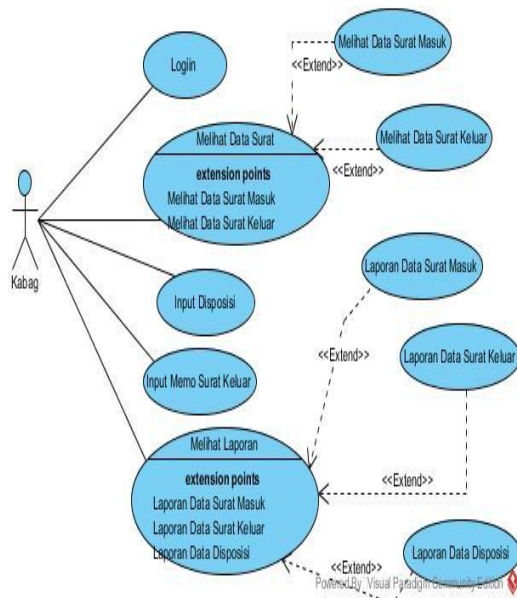 Melihat Data Surat Masuk
<<Extend>>
Logiin
Melihat Data Surat
extension points
Melihat Data Surat Masuk
Melihat Data Surat Keluar
Melihat Data Surat Keluar
<<Extend>>
Kabag
Laporan Data Surat Masuk
Input Disposisi
<<Extend>>
Laporan Data Surat Keluar
Input Memo Surat Keluar
Melihat Laporan
extension points
Laporan Data Surat Masuk
Laporan Data Surat Keluar
Laporan Data Disposisi
<<Extend>>
Laporan Data Disposisi
<<Extend>>
Powered By Visual Paradigm Community Edition